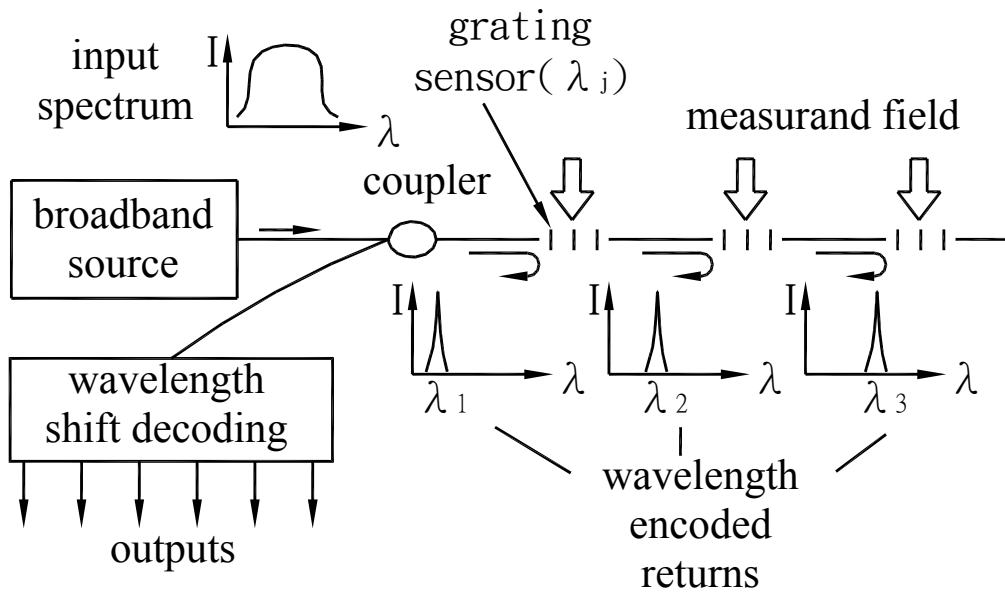 input
spectrum
I
λ
grating
sensor(λj)
measurand field
coupler
broadband
source
I
λ1
λ
I
λ2
λ
I
λ3
λ
wavelength
shift decoding
wavelength
encoded
returns
outputs